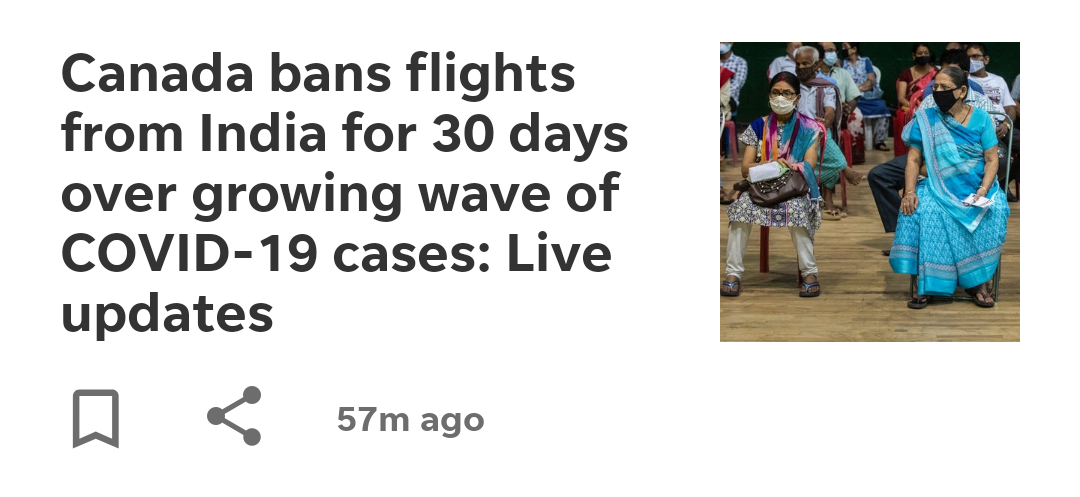 Canada bans flights
from India for 30 days
over growing wave of
COVID-19 cases: Live
updates
57m ago